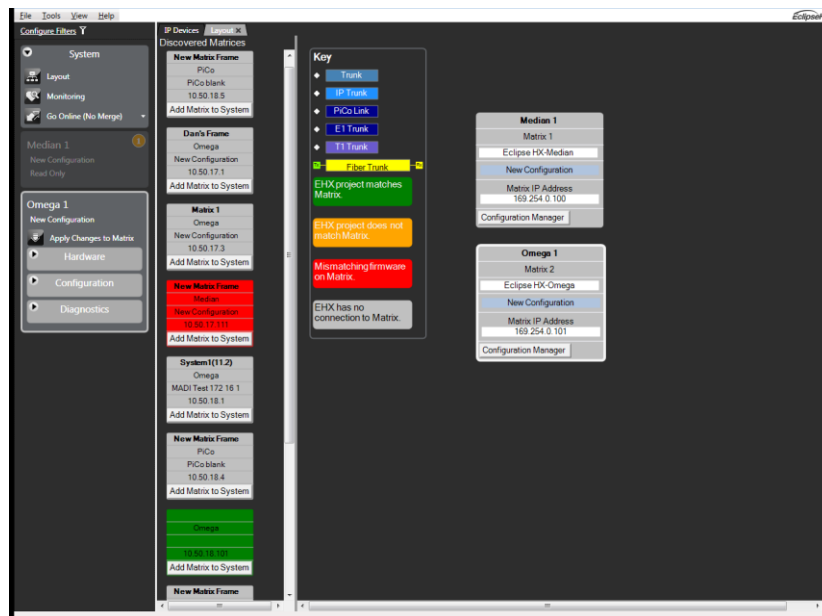 File Tools View Help
EclipseH
Configure Filters
System
Layout
Monitoring
Go Online (No Merge)
Median 1
New Configuration
Read Only
Omega 1
New Configuration
Apply Changes to Matrix
Hardware
Configuration
Diagnostics
IP Devices Layout X
Discovered Matrices
New Matrix Frame
PiCo
PiCo blank
10.50.18.5
Add Matrix to System
Dan's Frame
Omega
New Configuration
10.50.17.1
Add Matrix to System
Matrix 1
Omega
New Configuration
10.50.17.3
Add Matrix to System
New Matrix Frame
Median
New Configuration
10.50.17.111
Add Matrix to System
System1(11.2)
Omega
MADI Test 172 16 1
10.50.18.1
Add Matrix to System
New Matrix Frame
PiCo
PiCo blank
10.50.18.4
Add Matrix to System
Omega
10.50.18.101
Add Matrix to System
New Matrix Frame
Key
Trunk
IP Trunk
PiCo Link
E1 Trunk
T1 Trunk
Fiber Trunk
EHX project matches
Matrix.
EHX project does not
match Matrix.
Mismatching firmware
on Matrix.
EHX has no
connection to Matrix.
Median 1
Matrix 1
Eclipse HX-Median
New Configuration
Matrix IP Address
169.254.0.100
Configuration Manager
Omega 1
Matrix 2
Eclipse HX-Omega
New Configuration
Matrix IP Address
169.254.0.101
Configuration Manager